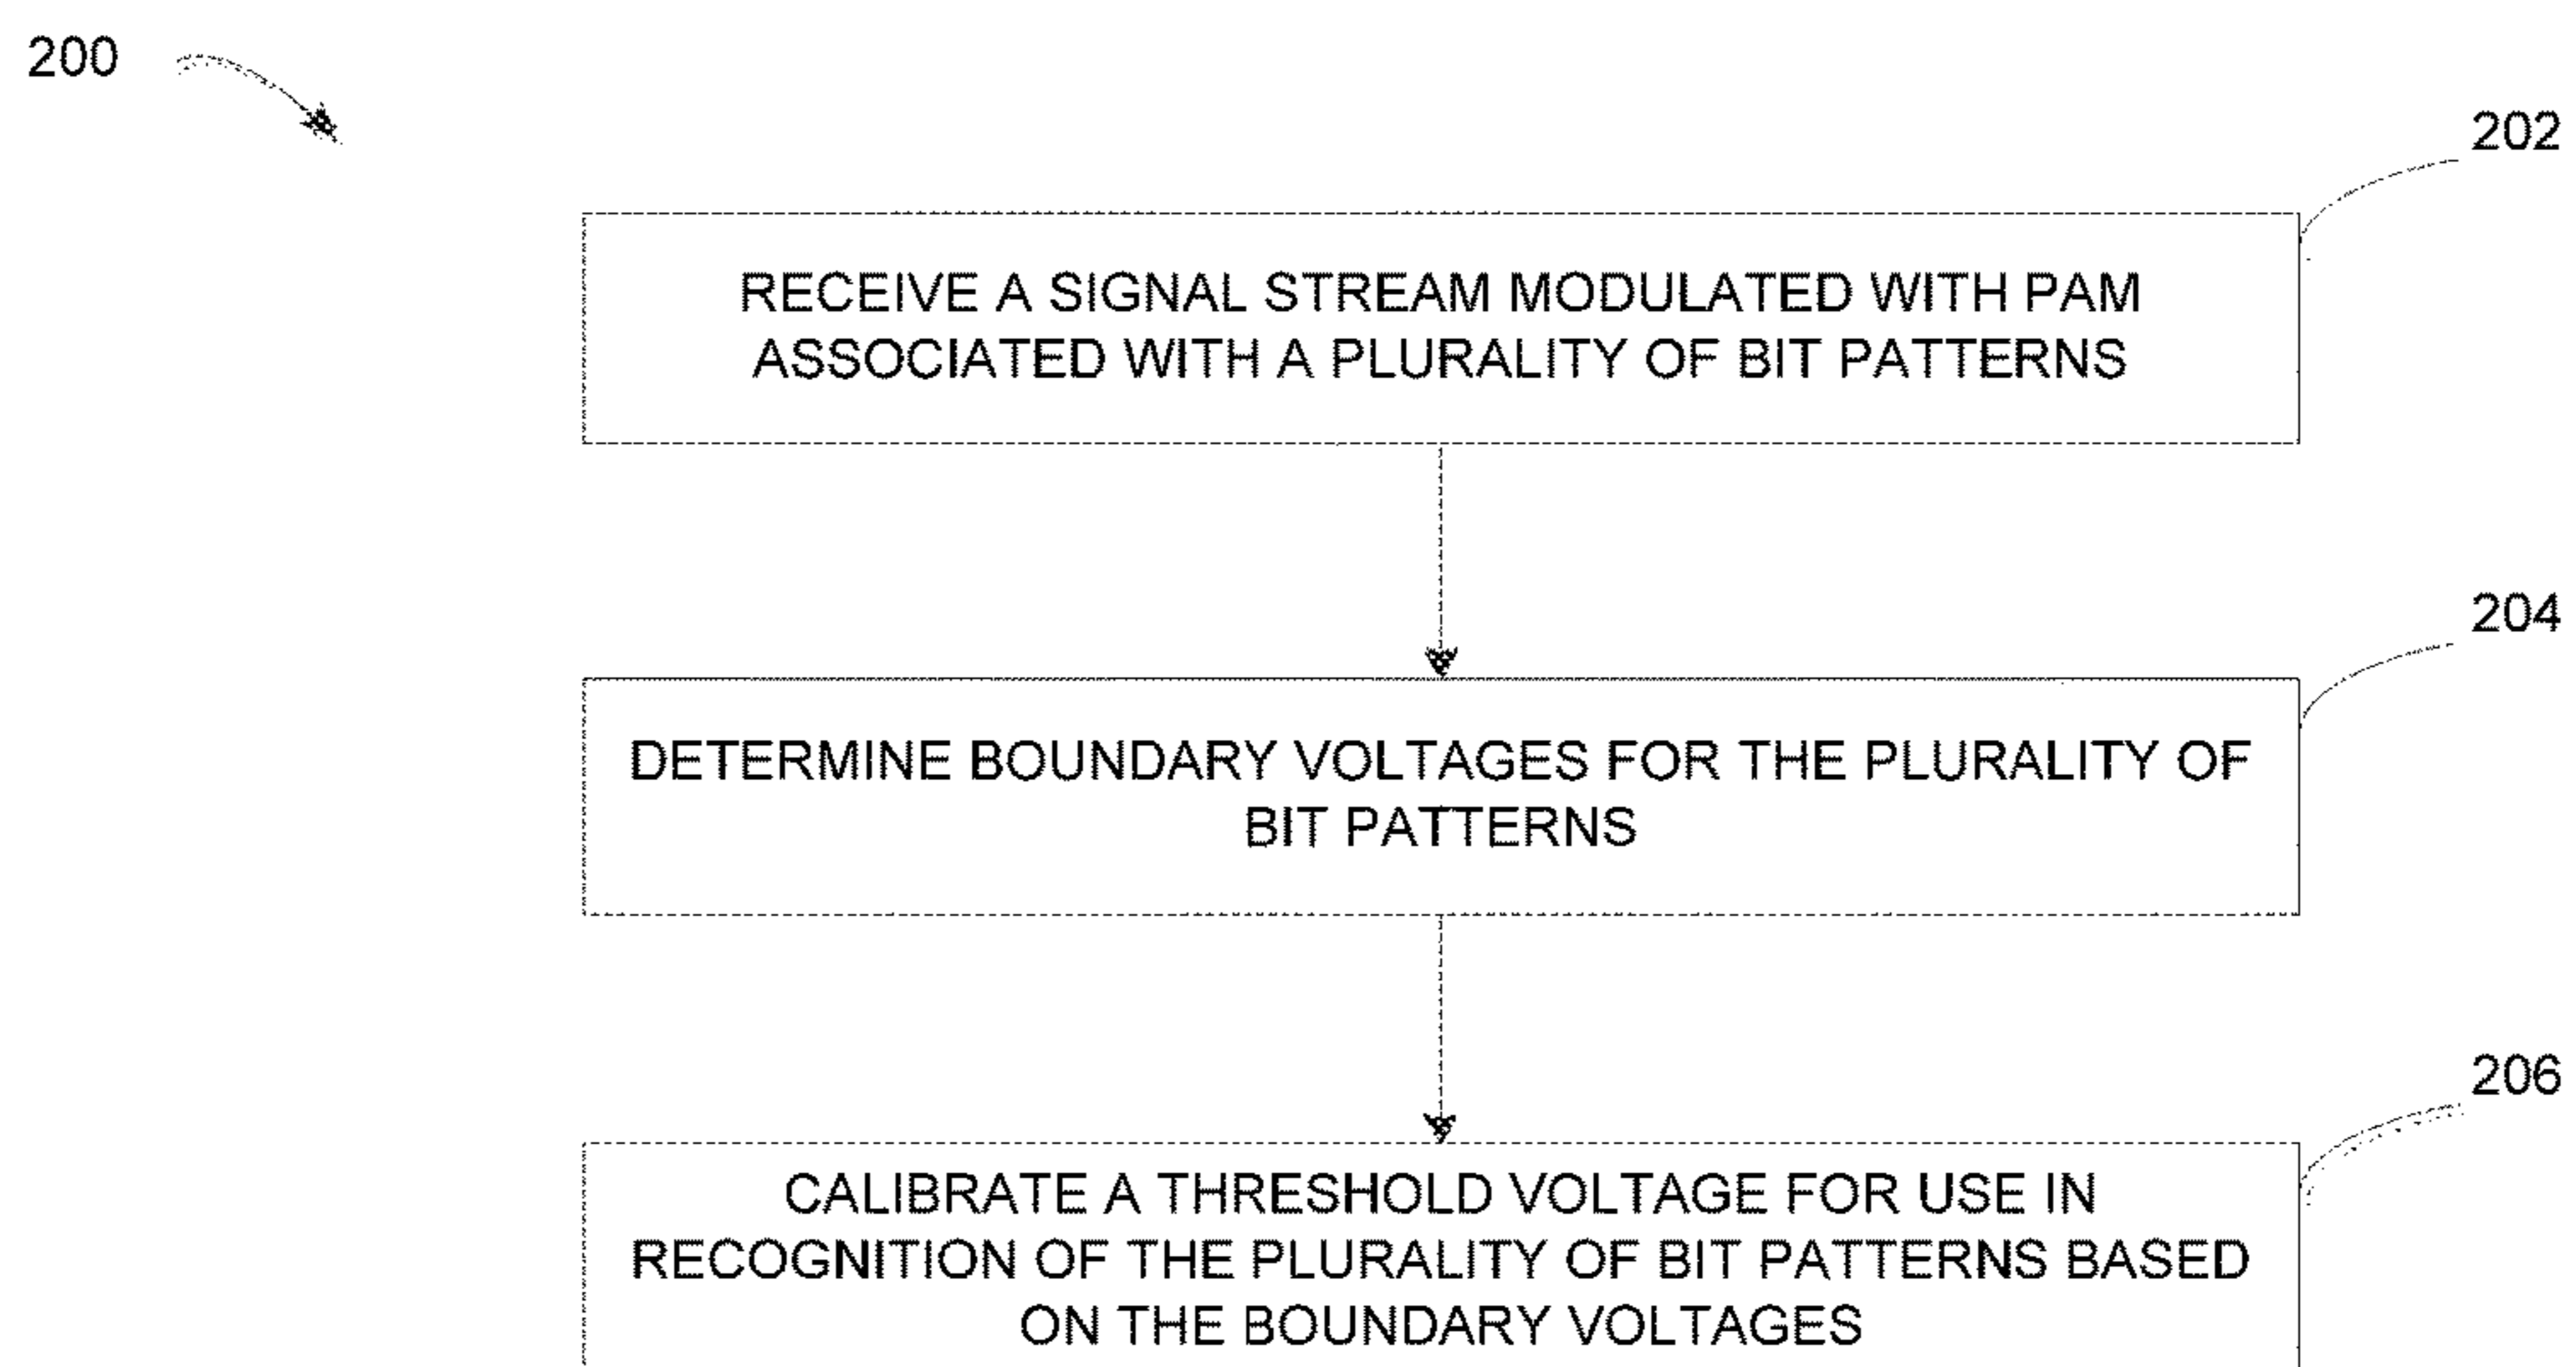 200
202
RECEIVE A SIGNAL STREAM MODULATED WITH PAM
ASSOCIATED WITH A PLURALITY OF BIT PATTERNS
204
DETERMINE BOUNDARY VOLTAGES FOR THE PLURALITY OF
BIT PATTERNS
206
CALIBRATE A THRESHOLD VOLTAGE FOR USE IN
RECOGNITION OF THE PLURALITY OF BIT PATTERNS BASED
ON THE BOUNDARY VOLTAGES